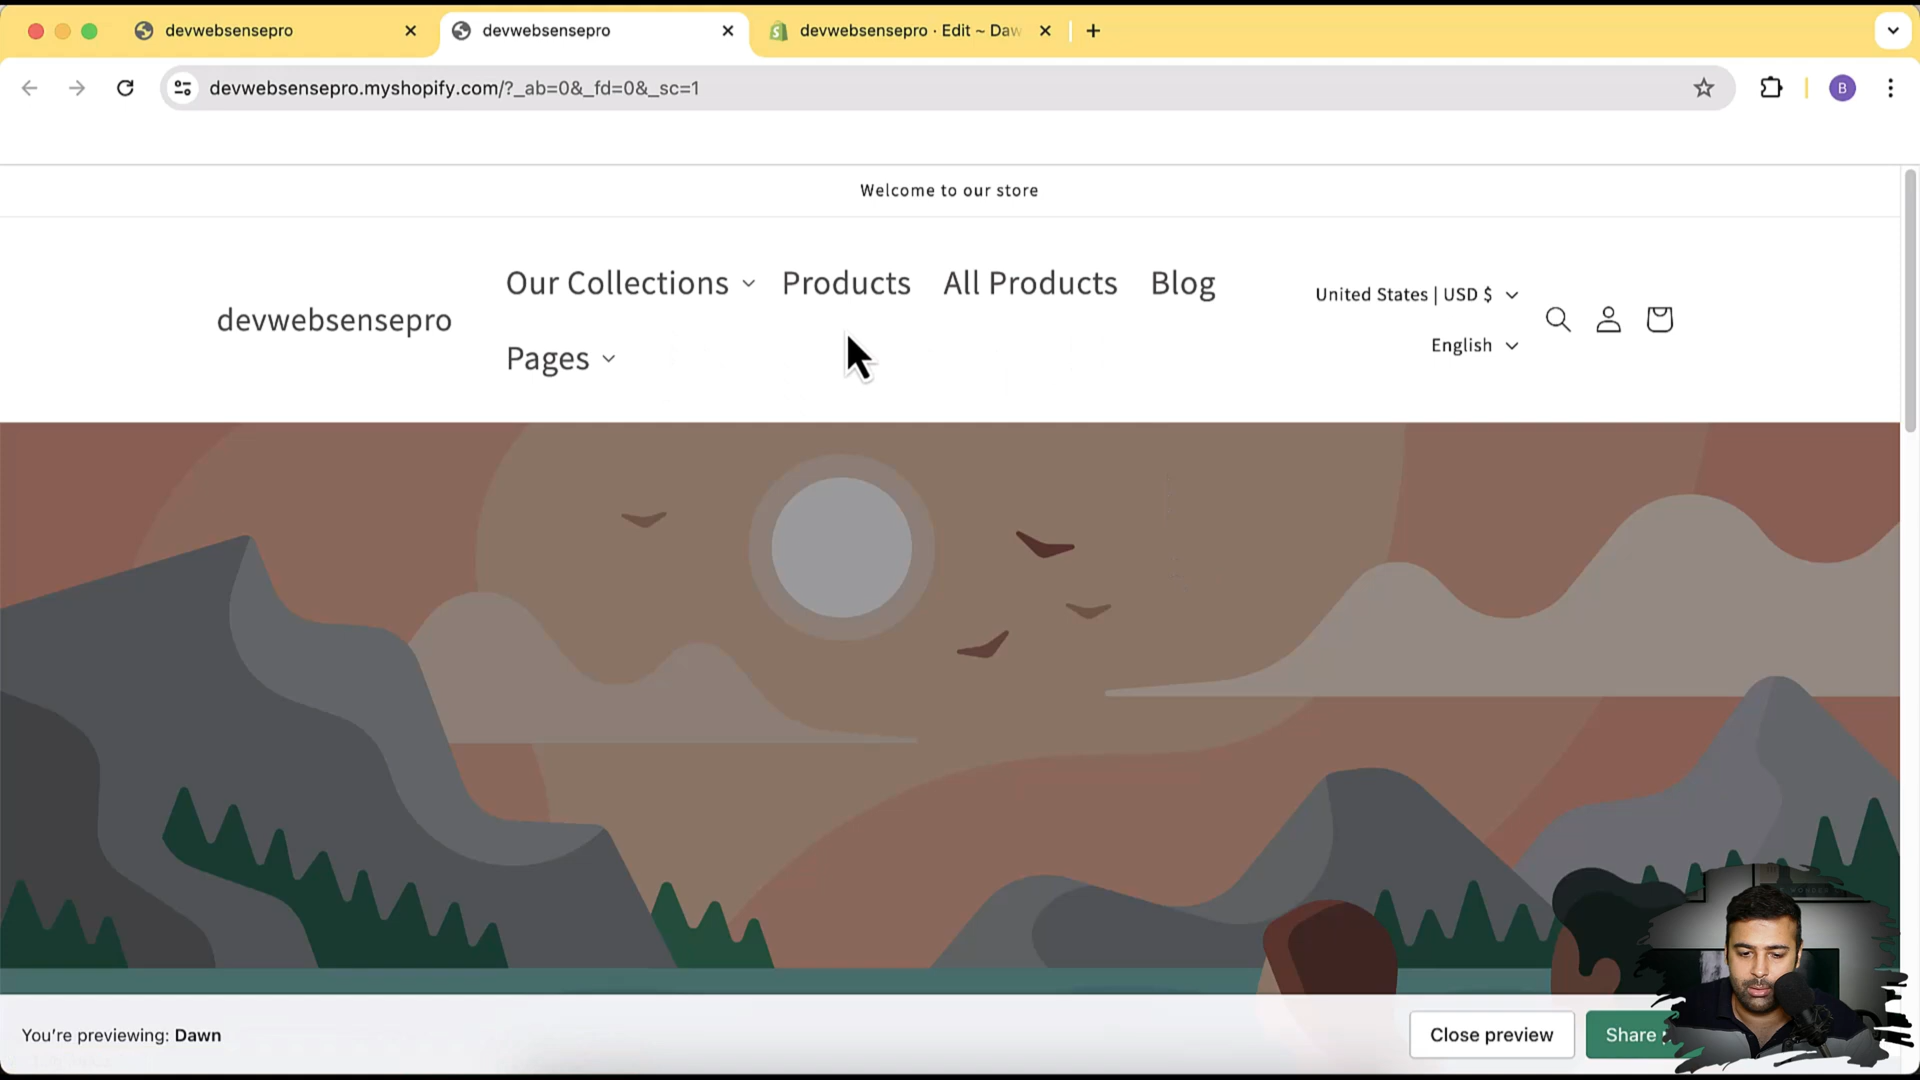 devwebsensepro
devwebsensepro
devwebsensepro · Edit ~ Daw
devwebsensepro.myshopify.com/?_ab=0&_fd=0&_sc=1
B
Welcome to our store
devwebsensepro
Our Collections
Products
All Products
Blog
Pages
United States | USD $
English
You're previewing: Dawn
Close preview
Share